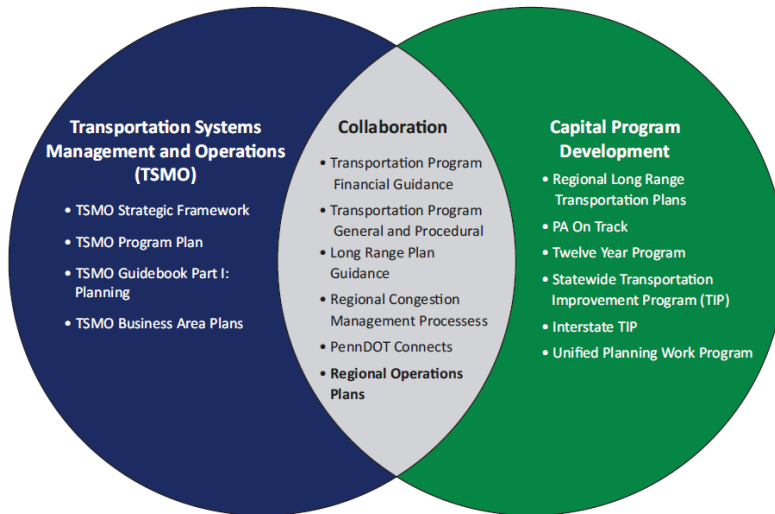 Transportation Systems
Management and Operations
(TSMO)
• TSMO Strategic Framework
• TSMO Program Plan
• TSMO Guidebook Part I:
Planning
• TSMO Business Area Plans
Collaboration
• Transportation Program
Financial Guidance
• Transportation Program
General and Procedural
• Long Range Plan
Guidance
• Regional Congestion
Management Processess
• PennDOT Connects
• Regional Operations
Plans
Capital Program
Development
• Regional Long Range
Transportation Plans
• PA On Track
• Twelve Year Program
• Statewide Transportation
Improvement Program (TIP)
• Interstate TIP
• Unified Planning Work Program